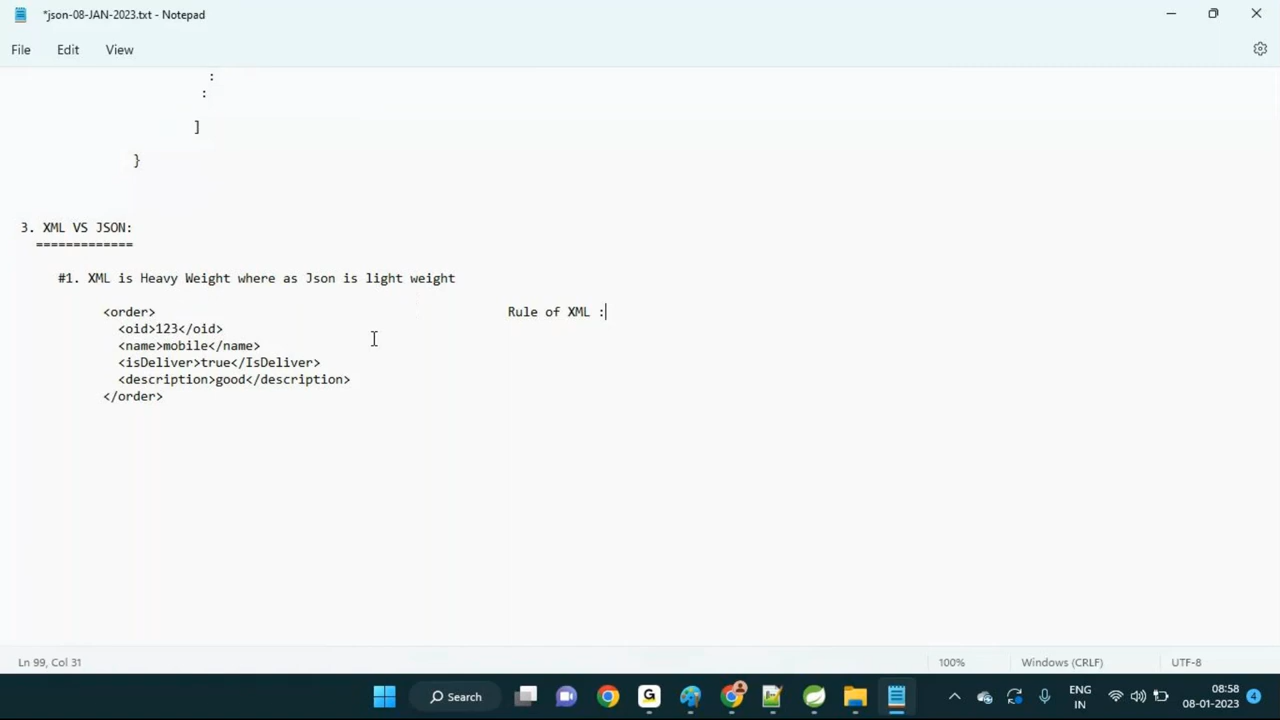 *json-08-JAN-2023.txt - Notepad
File Edit View
:
:
]
}
3. XML VS JSON:
=============
#1. XML is Heavy Weight where as Json is light weight
<order> Rule of XML :
<oid>123</oid>
<name>mobile</name>
<isDeliver>true</IsDeliver>
<description>good</description>
</order>
Ln 99, Col 31 100% Windows (CRLF) UTF-8
Search ENG 08:58
IN 08-01-2023 4